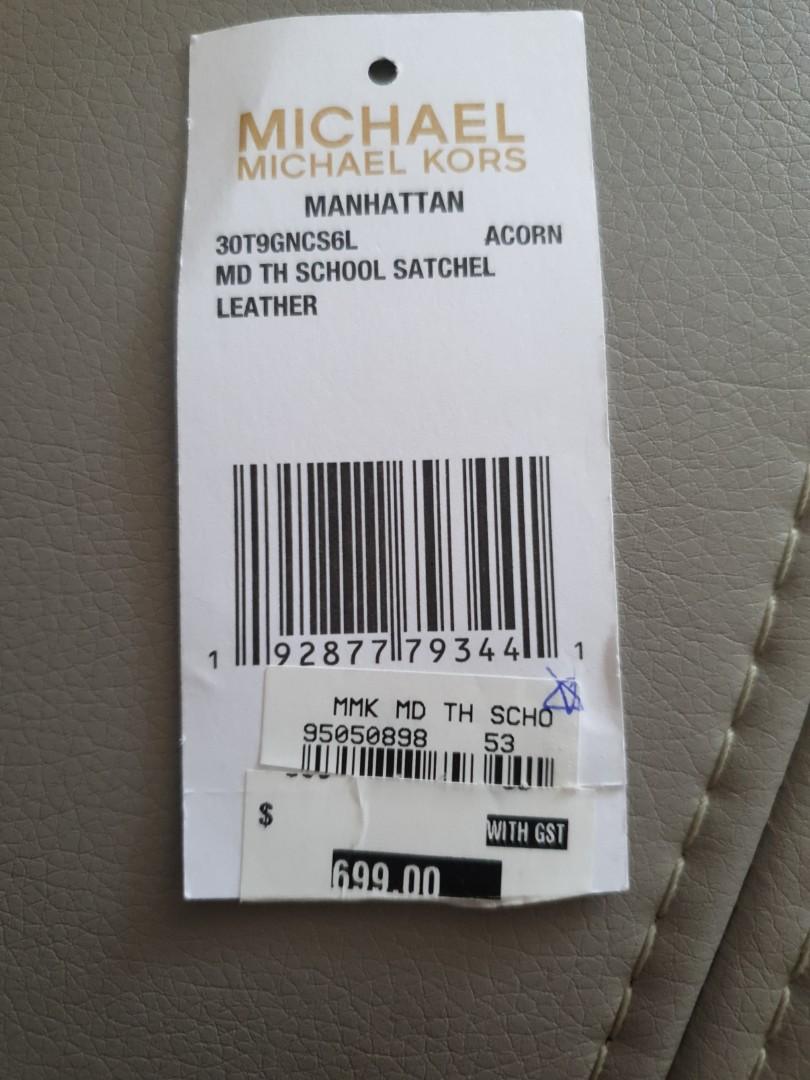 MICHAEL
MICHAEL KORS
MANHATTAN
30T9GNCS6L ACORN
MD TH SCHOOL SATCHEL
LEATHER
1 92877 79344 1
MMK MD TH SCHO
95050898 53
$ WITH GST
699.00